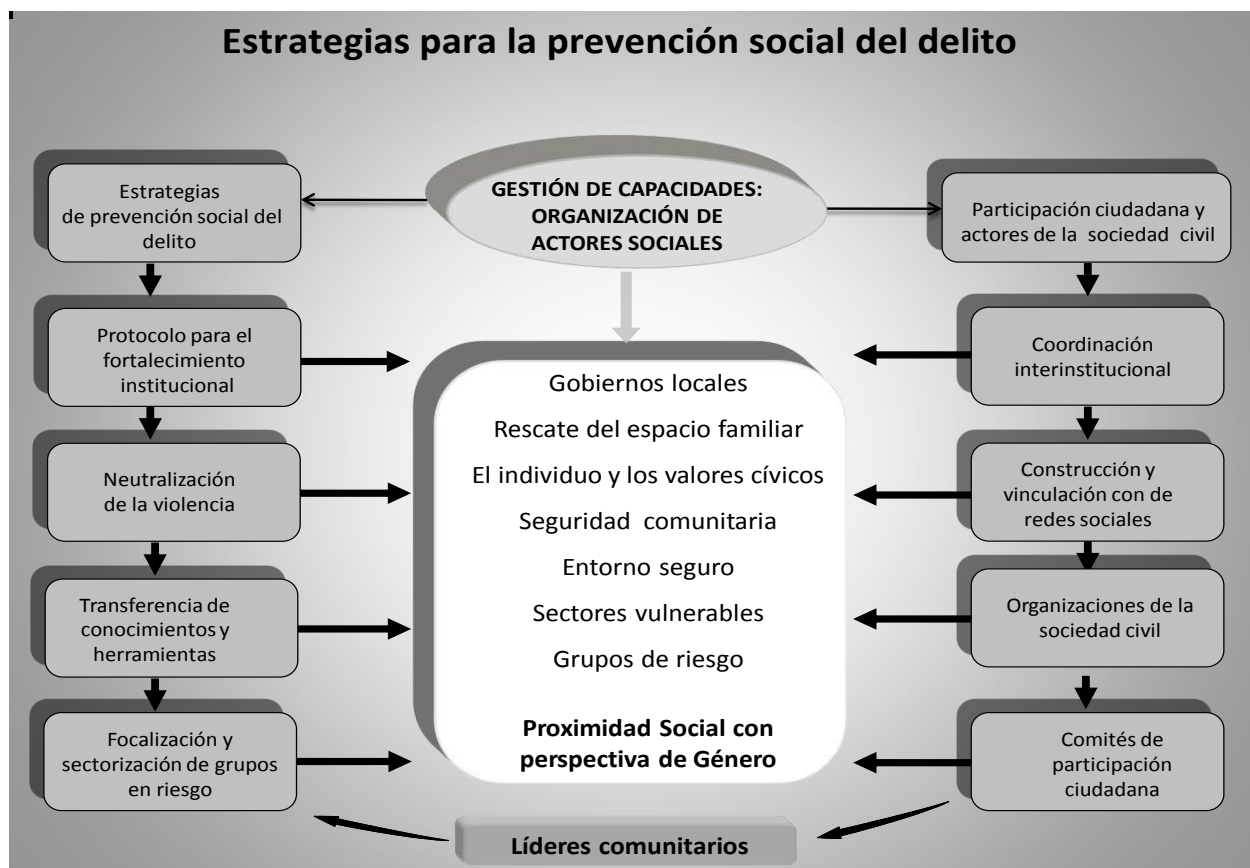 Estrategias para la prevención social del delito
GESTIÓN DE CAPACIDADES:
ORGANIZACIÓN DE
ACTORES SOCIALES
Estrategias
de prevención social del
delito
Protocolo para el
fortalecimiento
institucional
Neutralización
de la violencia
Transferencia de
conocimientos y
herramientas
Focalización y
sectorización de grupos
en riesgo
Gobiernos locales
Rescate del espacio familiar
El individuo y los valores cívicos
Seguridad comunitaria
Entorno seguro
Sectores vulnerables
Grupos de riesgo
Proximidad Social con
perspectiva de Género
Participación ciudadana y
actores de la sociedad civil
Coordinación
interinstitucional
Construcción y
vinculación con de
redes sociales
Organizaciones de la
sociedad civil
Comités de
participación
ciudadana
Líderes comunitarios